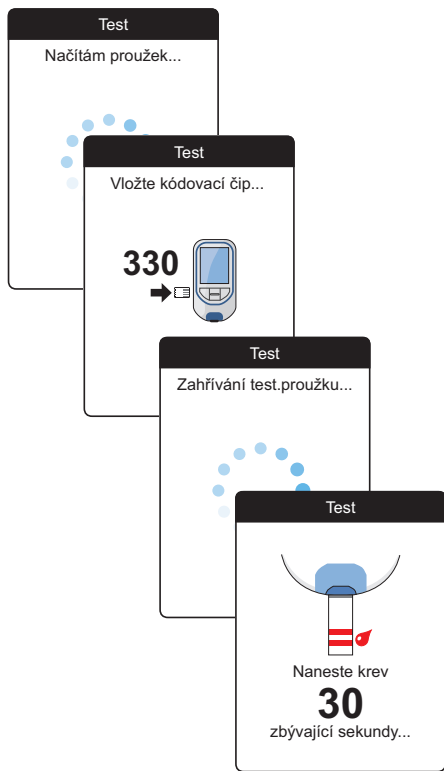 Test
Načítám proužek...
Test
Vložte kódovací čip...
330
Test
Zahřívání test.proužku...
Test
Naneste krev
30
zbývající sekundy...